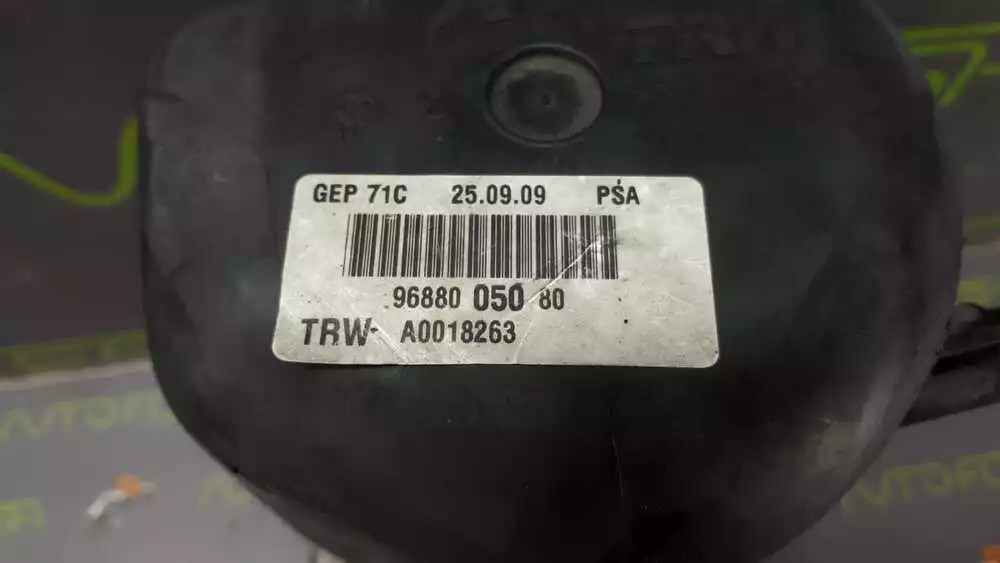 GEP 71C 25.09.09 PSA
96880 050 80
TRW- A0018263